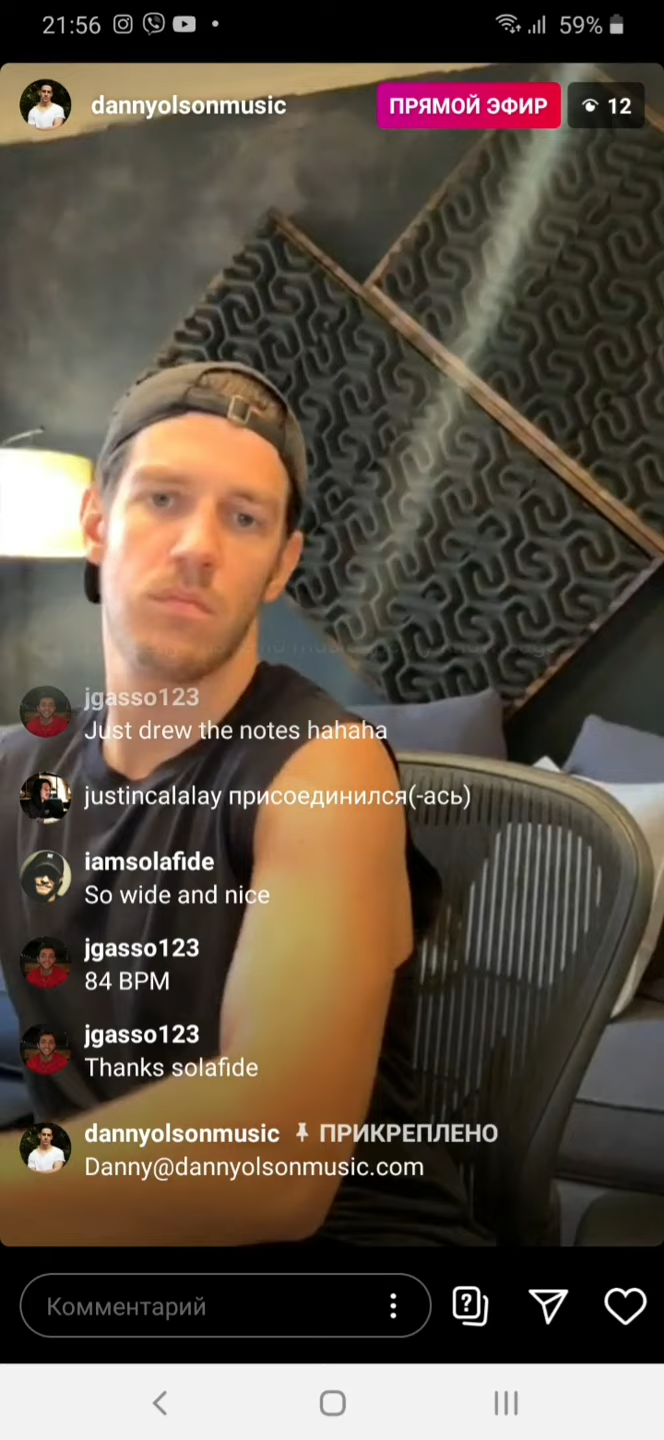 21:56
59%
dannyolsonmusic
ПРЯМОЙ ЭФИР
12
jgasso123
Just drew the notes hahaha
justincalalay присоединился(-ась)
iamsolafide
So wide and nice
jgasso123
84 BPM
jgasso123
Thanks solafide
dannyolsonmusic ПРИКРЕПЛЕНО
Danny@dannyolsonmusic.com
Комментарий